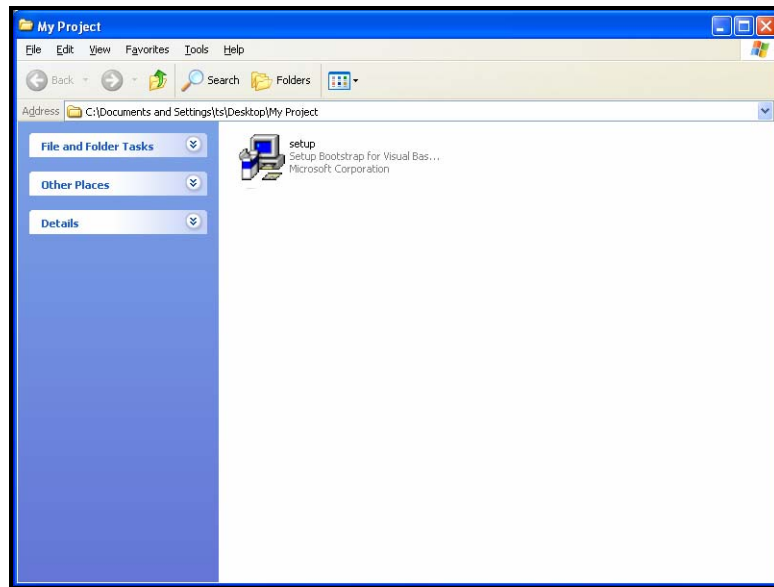 My Project
File Edit View Favorites Tools Help
Back Search Folders
Address C:\Documents and Settings\ts\Desktop\My Project
File and Folder Tasks
Other Places
Details
setup
Setup Bootstrap for Visual Bas...
Microsoft Corporation